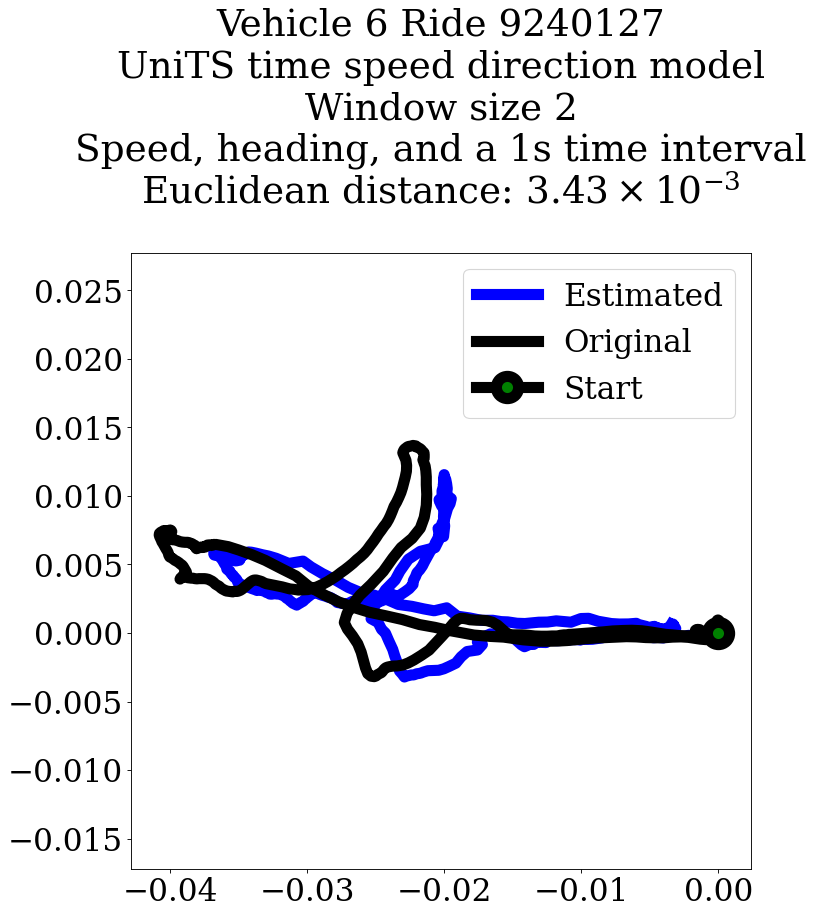 Vehicle 6 Ride 9240127
UniTS time speed direction model
Window size 2
Speed, heading, and a 1s time interval
Euclidean distance: 3.43 × 10⁻³
Estimated
Original
Start
0.025
0.020
0.015
0.010
0.005
0.000
−0.005
−0.010
−0.015
−0.04 −0.03 −0.02 −0.01 0.00